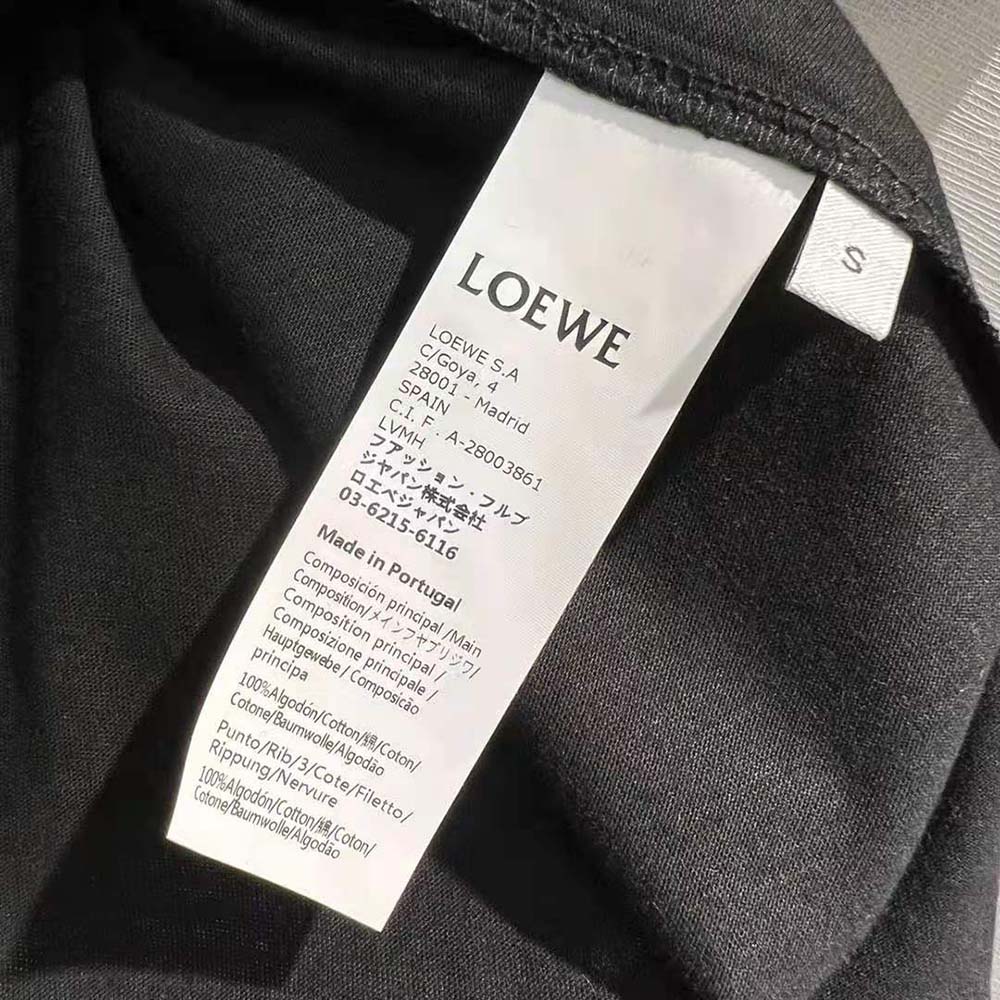 LOEWE
LOEWE S.A
C/Goya, 4
28001 - Madrid
SPAIN
C.I. F. A-28003861
LVMH
ファッション・フルブ
ジャパン株式会社
ロエベジャパン
03-6215-6116
Made in Portugal
Composición principal /Main
Composition/メインフヤブリジワ/
Composition principal /
Composizione principale /
Hauptgewebe / Composicão
principa
100%Algodón/Cotton/綿/Coton/
Cotone/Baumwolle/Algodão
Punto/Rib/3/Cote/Filetto/
Rippung/Nervure
100%Algodón/Cotton/綿/Coton/
Cotone/Baumwolle/Algodão
S